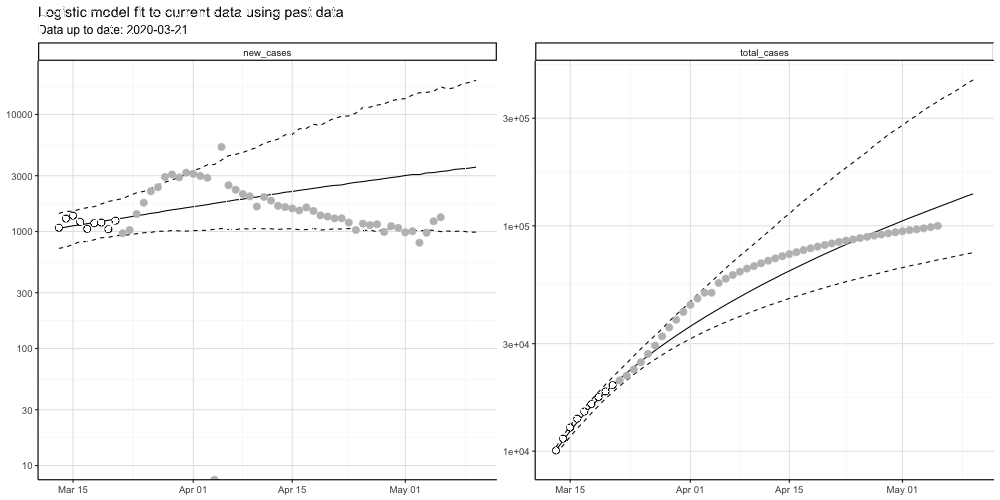 Logistic model fit to current data using past data
Data up to date: 2020-03-21
new_cases
total_cases
10000
3000
1000
300
100
30
10
Mar 15
Apr 01
Apr 15
May 01
3e+05
1e+05
3e+04
1e+04
Mar 15
Apr 01
Apr 15
May 01